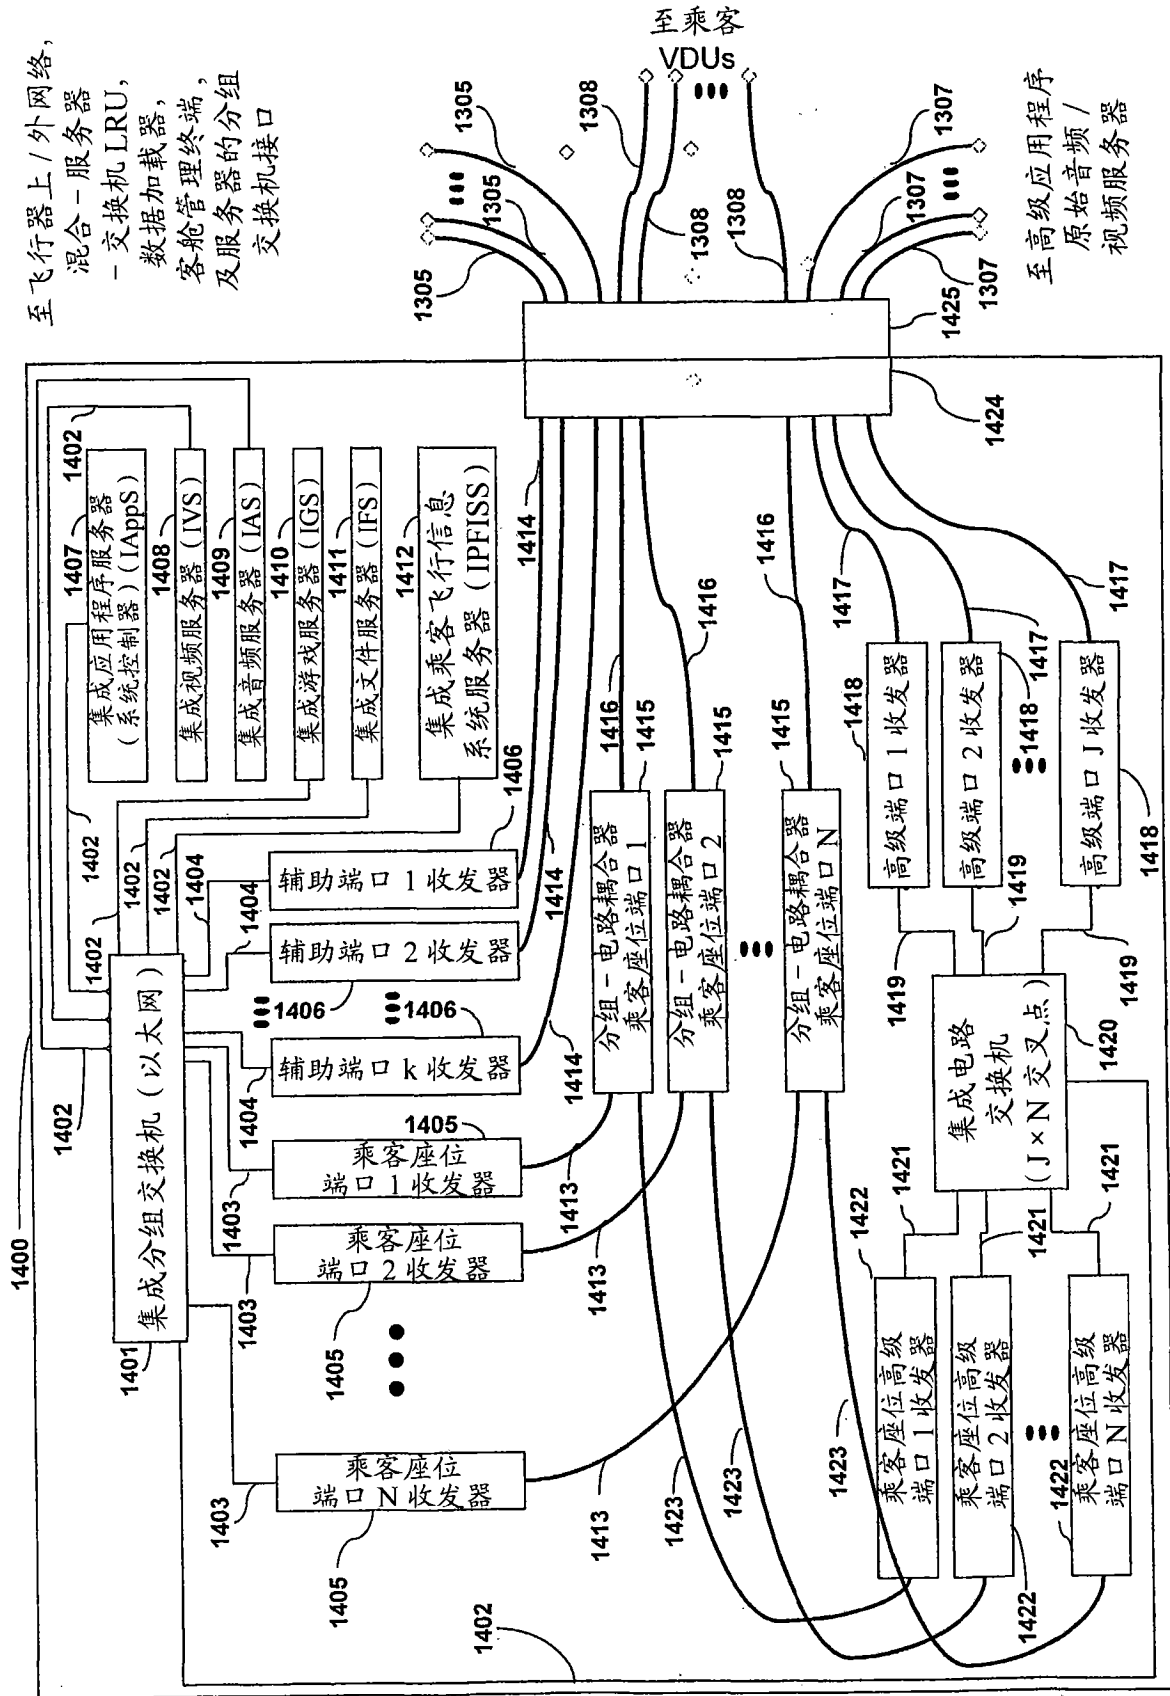 至乘客
VDUs
至飞行器上/外网络,
混合-服务器
-交换机 LRU,
数据加载器,
客舱管理终端,
及服务器的分组
交换机接口
1305
1305
1305
1308
1308
1308
1307
1307
1307
至高级应用程序
原始音频/
视频服务器
1425
1424
1400
1402
1407
集成应用程序服务器
(系统控制器)(IAppS)
1408
集成视频服务器(IVS)
1409
集成音频服务器(IAS)
1410
集成游戏服务器(IGS)
1411
集成文件服务器(IFS)
1412
集成乘客飞行信息
系统服务器(IPFISS)
1402
1402
1402
1402
1402
1404
1404
1404
1401
集成分组交换机(以太网)
1406
辅助端口 1 收发器
辅助端口 2 收发器
1406
1406
辅助端口 k 收发器
1414
1414
1414
1405
乘客座位
端口 1 收发器
乘客座位
端口 2 收发器
1405
乘客座位
端口 N 收发器
1405
1403
1403
1403
1413
1413
1413
1416
1416
1416
1415
1415
1415
分组-电路耦合器
乘客座位端口 1
分组-电路耦合器
乘客座位端口 2
分组-电路耦合器
乘客座位端口 N
1417
1417
1417
1418
高级端口 1 收发器
高级端口 2 收发器
1418
高级端口 J 收发器
1418
1419
1419
1419
1420
集成电路
交换机
(J×N 交叉点)
1421
1421
1421
1422
乘客座位高级
端口 1 收发器
乘客座位高级
端口 2 收发器
1422
乘客座位高级
端口 N 收发器
1422
1423
1423
1423
1402